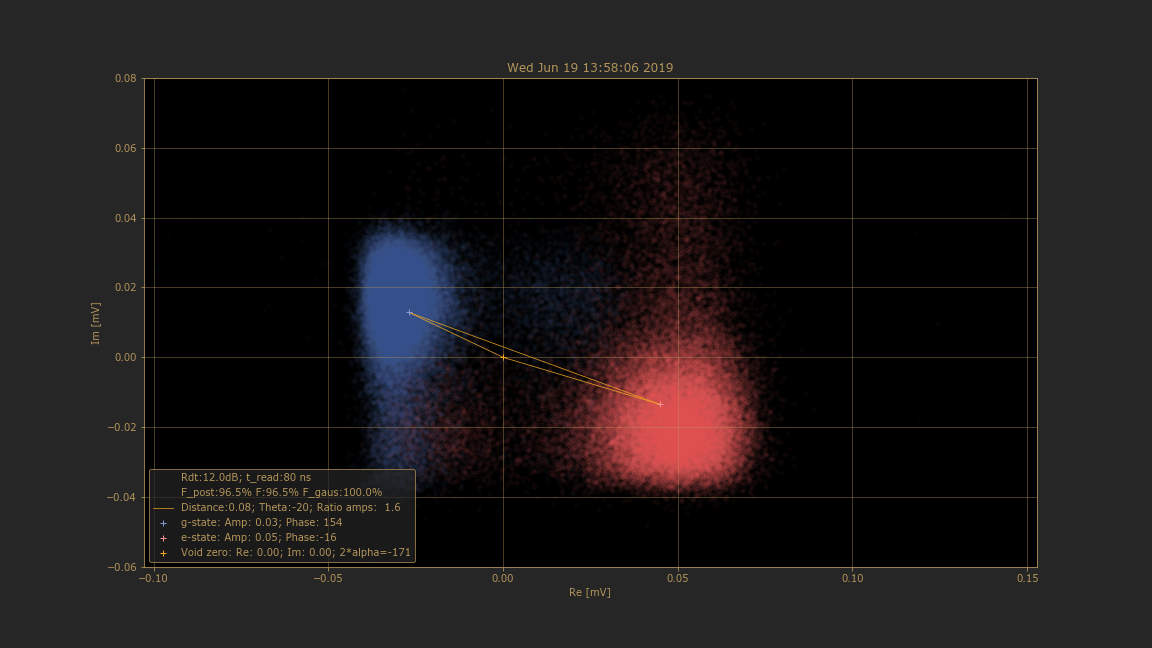 Wed Jun 19 13:58:06 2019
0.08
0.06
0.04
0.02
0.00
−0.02
−0.04
−0.06
Im [mV]
Rdt:12.0dB; t_read:80 ns
F_post:96.5% F:96.5% F_gaus:100.0%
Distance:0.08; Theta:-20; Ratio amps:  1.6
g-state: Amp: 0.03; Phase: 154
e-state: Amp: 0.05; Phase:-16
Void zero: Re: 0.00; Im: 0.00; 2*alpha=-171
−0.10 −0.05 0.00 0.05 0.10 0.15
Re [mV]